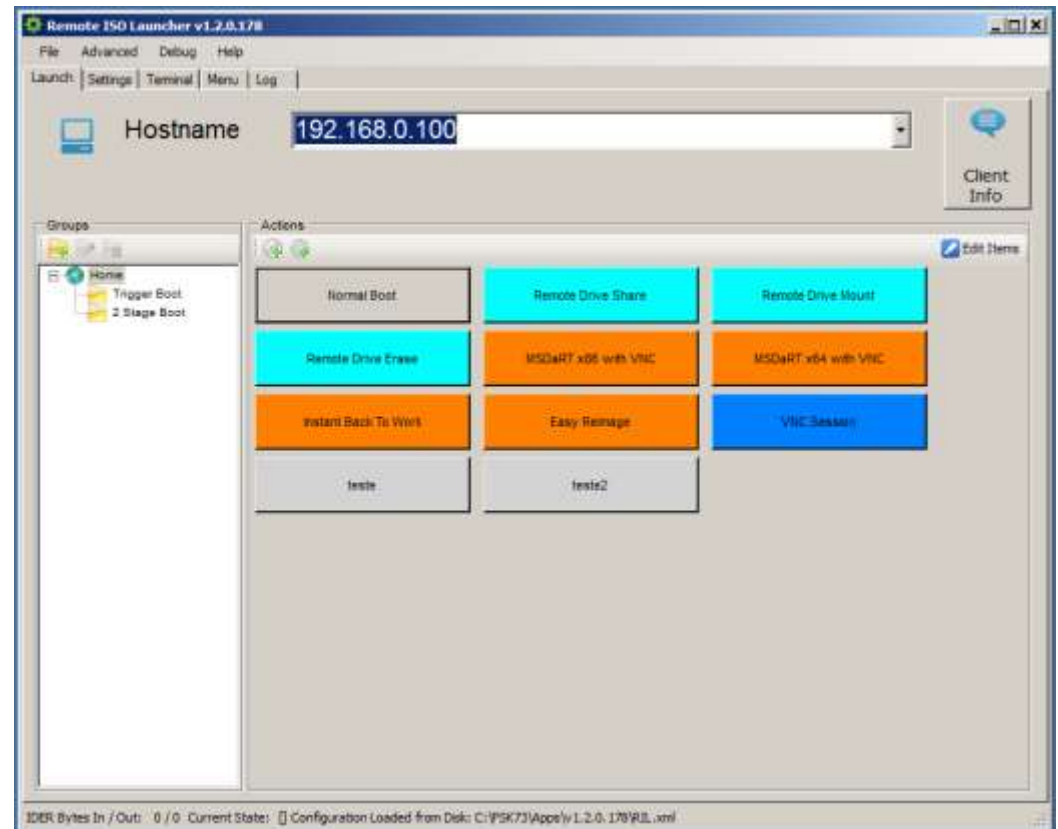 Remote ISO Launcher v1.2.0.178
File Advanced Debug Help
Launch Settings Terminal Menu Log
Hostname 192.168.0.100
Client Info
Groups
Actions
Edit Items
Home
Trigger Boot
2 Stage Boot
Normal Boot Remote Drive Share Remote Drive Mount
Remote Drive Erase MSDaRT x86 with VNC MSDaRT x64 with VNC
Instant Back To Work Easy Reimage VNC Session
teste teste2
IDER Bytes In / Out: 0 / 0 Current State: [] Configuration Loaded from Disk: C:\PSK73\Apps\v1.2.0.178\RIL.xml